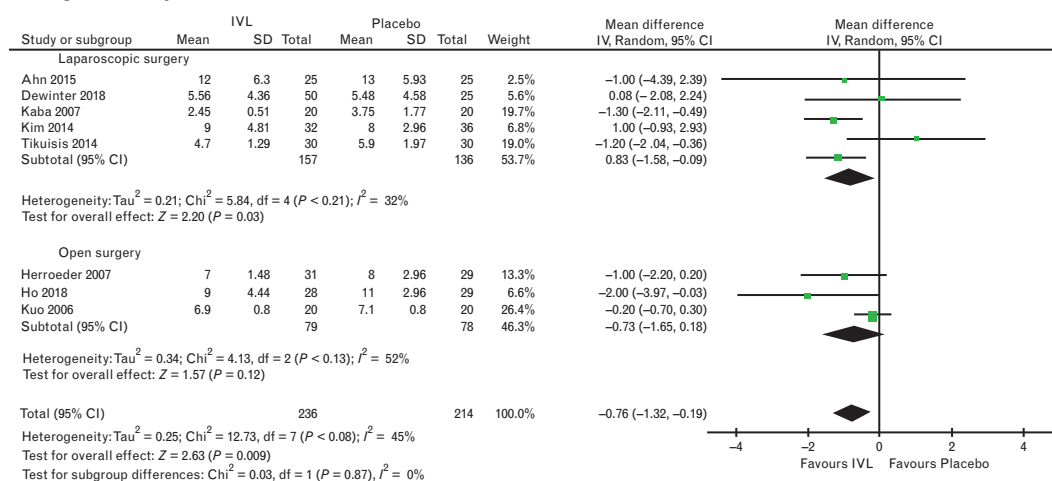 IVL Placebo Mean difference Mean difference
Study or subgroup Mean SD Total Mean SD Total Weight IV, Random, 95% CI IV, Random, 95% CI
Laparoscopic surgery
Ahn 2015 12 6.3 25 13 5.93 25 2.5% −1.00 (−4.39, 2.39)
Dewinter 2018 5.56 4.36 50 5.48 4.58 25 5.6% 0.08 (− 2.08, 2.24)
Kaba 2007 2.45 0.51 20 3.75 1.77 20 19.7% −1.30 (−2.11, −0.49)
Kim 2014 9 4.81 32 8 2.96 36 6.8% 1.00 (−0.93, 2.93)
Tikuisis 2014 4.7 1.29 30 5.9 1.97 30 19.0% −1.20 (−2 .04, −0.36)
Subtotal (95% CI) 157 136 53.7% 0.83 (−1.58, −0.09)
Heterogeneity: Tau² = 0.21; Chi² = 5.84, df = 4 (P < 0.21); I² = 32%
Test for overall effect: Z = 2.20 (P = 0.03)
Open surgery
Herroeder 2007 7 1.48 31 8 2.96 29 13.3% −1.00 (−2.20, 0.20)
Ho 2018 9 4.44 28 11 2.96 29 6.6% −2.00 (−3.97, −0.03)
Kuo 2006 6.9 0.8 20 7.1 0.8 20 26.4% −0.20 (−0.70, 0.30)
Subtotal (95% CI) 79 78 46.3% −0.73 (−1.65, 0.18)
Heterogeneity: Tau² = 0.34; Chi² = 4.13, df = 2 (P < 0.13); I² = 52%
Test for overall effect: Z = 1.57 (P = 0.12)
Total (95% CI) 236 214 100.0% −0.76 (−1.32, −0.19)
Heterogeneity: Tau² = 0.25; Chi² = 12.73, df = 7 (P < 0.08); I² = 45%
Test for overall effect: Z = 2.63 (P = 0.009)
Test for subgroup differences: Chi² = 0.03, df = 1 (P = 0.87), I² = 0%
−4 −2 0 2 4
Favours IVL Favours Placebo